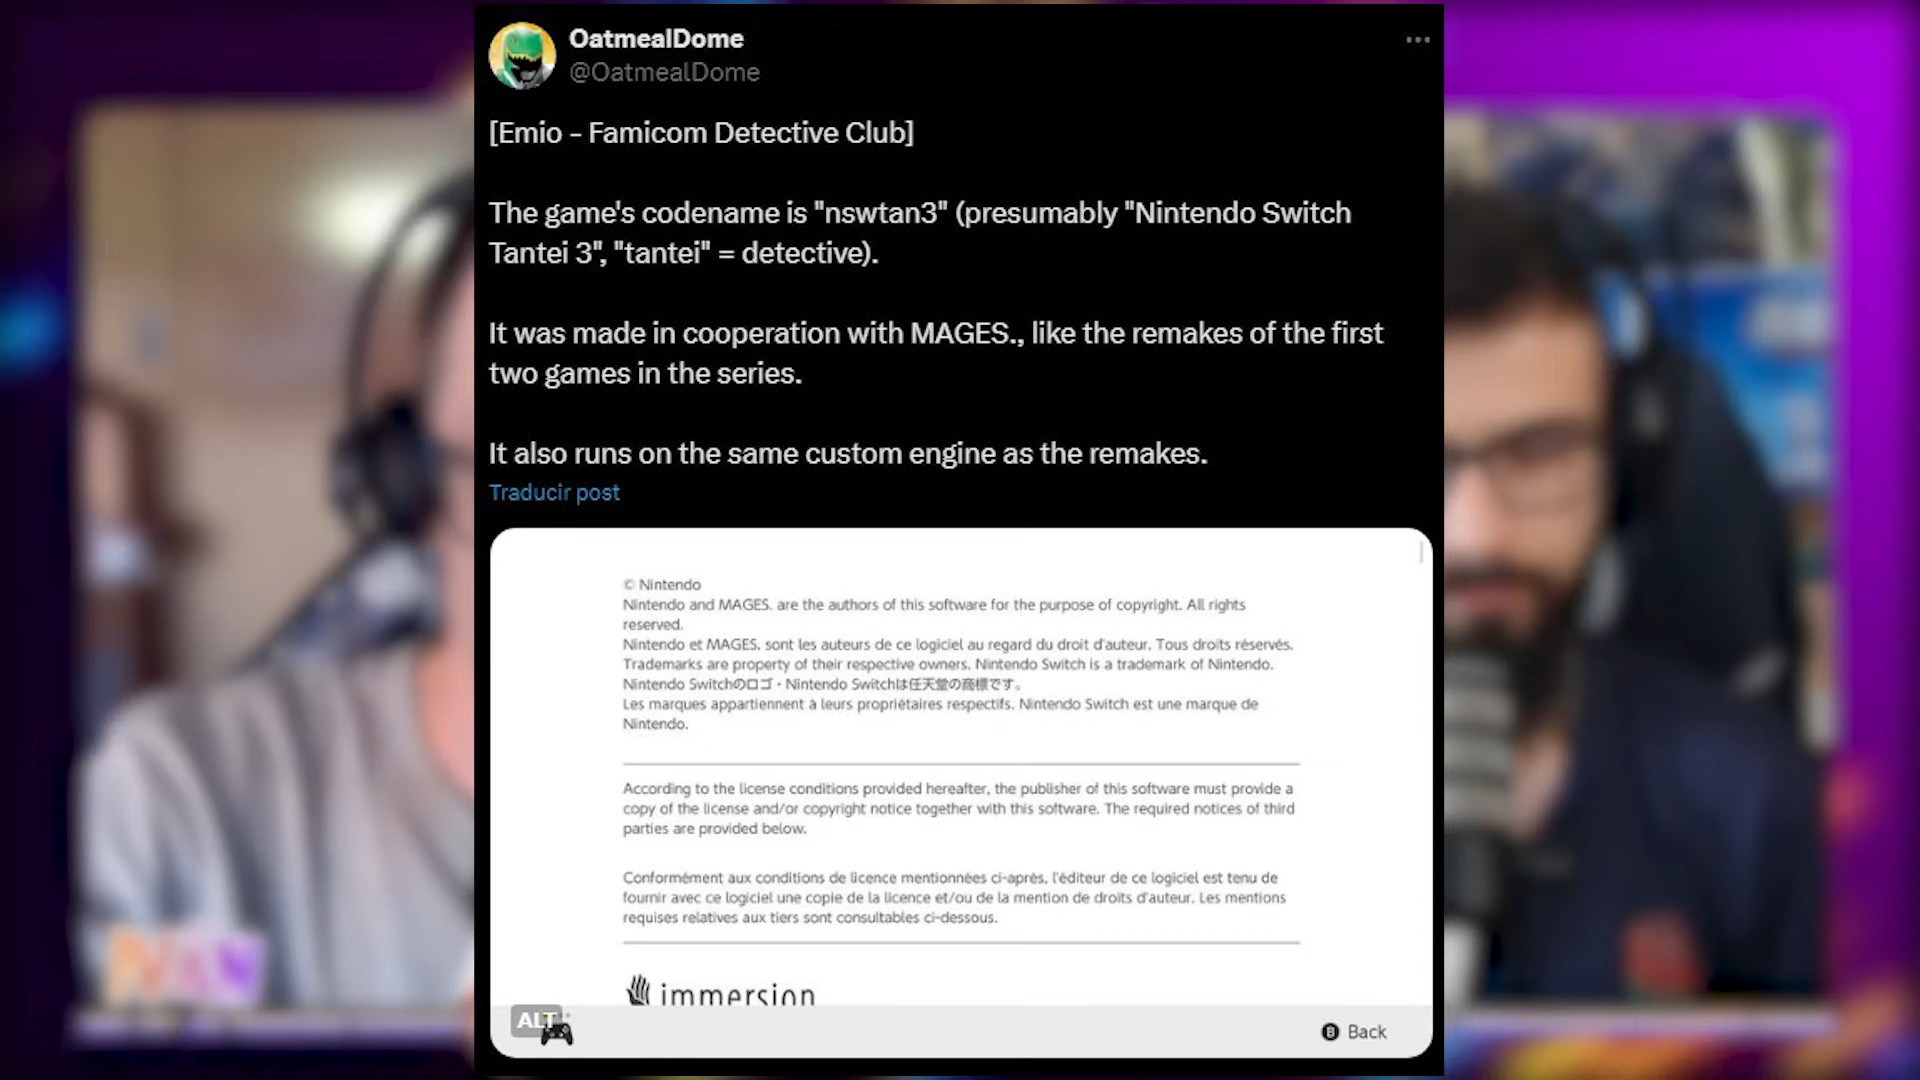 OatmealDome
@OatmealDome
[Emio – Famicom Detective Club]
The game's codename is "nswtan3" (presumably "Nintendo Switch
Tantei 3", "tantei" = detective).
It was made in cooperation with MAGES., like the remakes of the first
two games in the series.
It also runs on the same custom engine as the remakes.
Traducir post
© Nintendo
Nintendo and MAGES. are the authors of this software for the purpose of copyright. All rights
reserved.
Nintendo et MAGES. sont les auteurs de ce logiciel au regard du droit d'auteur. Tous droits réservés.
Trademarks are property of their respective owners. Nintendo Switch is a trademark of Nintendo.
Nintendo Switchのロゴ・Nintendo Switchは任天堂の商標です。
Les marques appartiennent à leurs propriétaires respectifs. Nintendo Switch est une marque de
Nintendo.
According to the license conditions provided hereafter, the publisher of this software must provide a
copy of the license and/or copyright notice together with this software. The required notices of third
parties are provided below.
Conformément aux conditions de licence mentionnées ci-après, l'éditeur de ce logiciel est tenu de
fournir avec ce logiciel une copie de la licence et/ou de la mention de droits d'auteur. Les mentions
requises relatives aux tiers sont consultables ci-dessous.
immersion
ALT
B Back